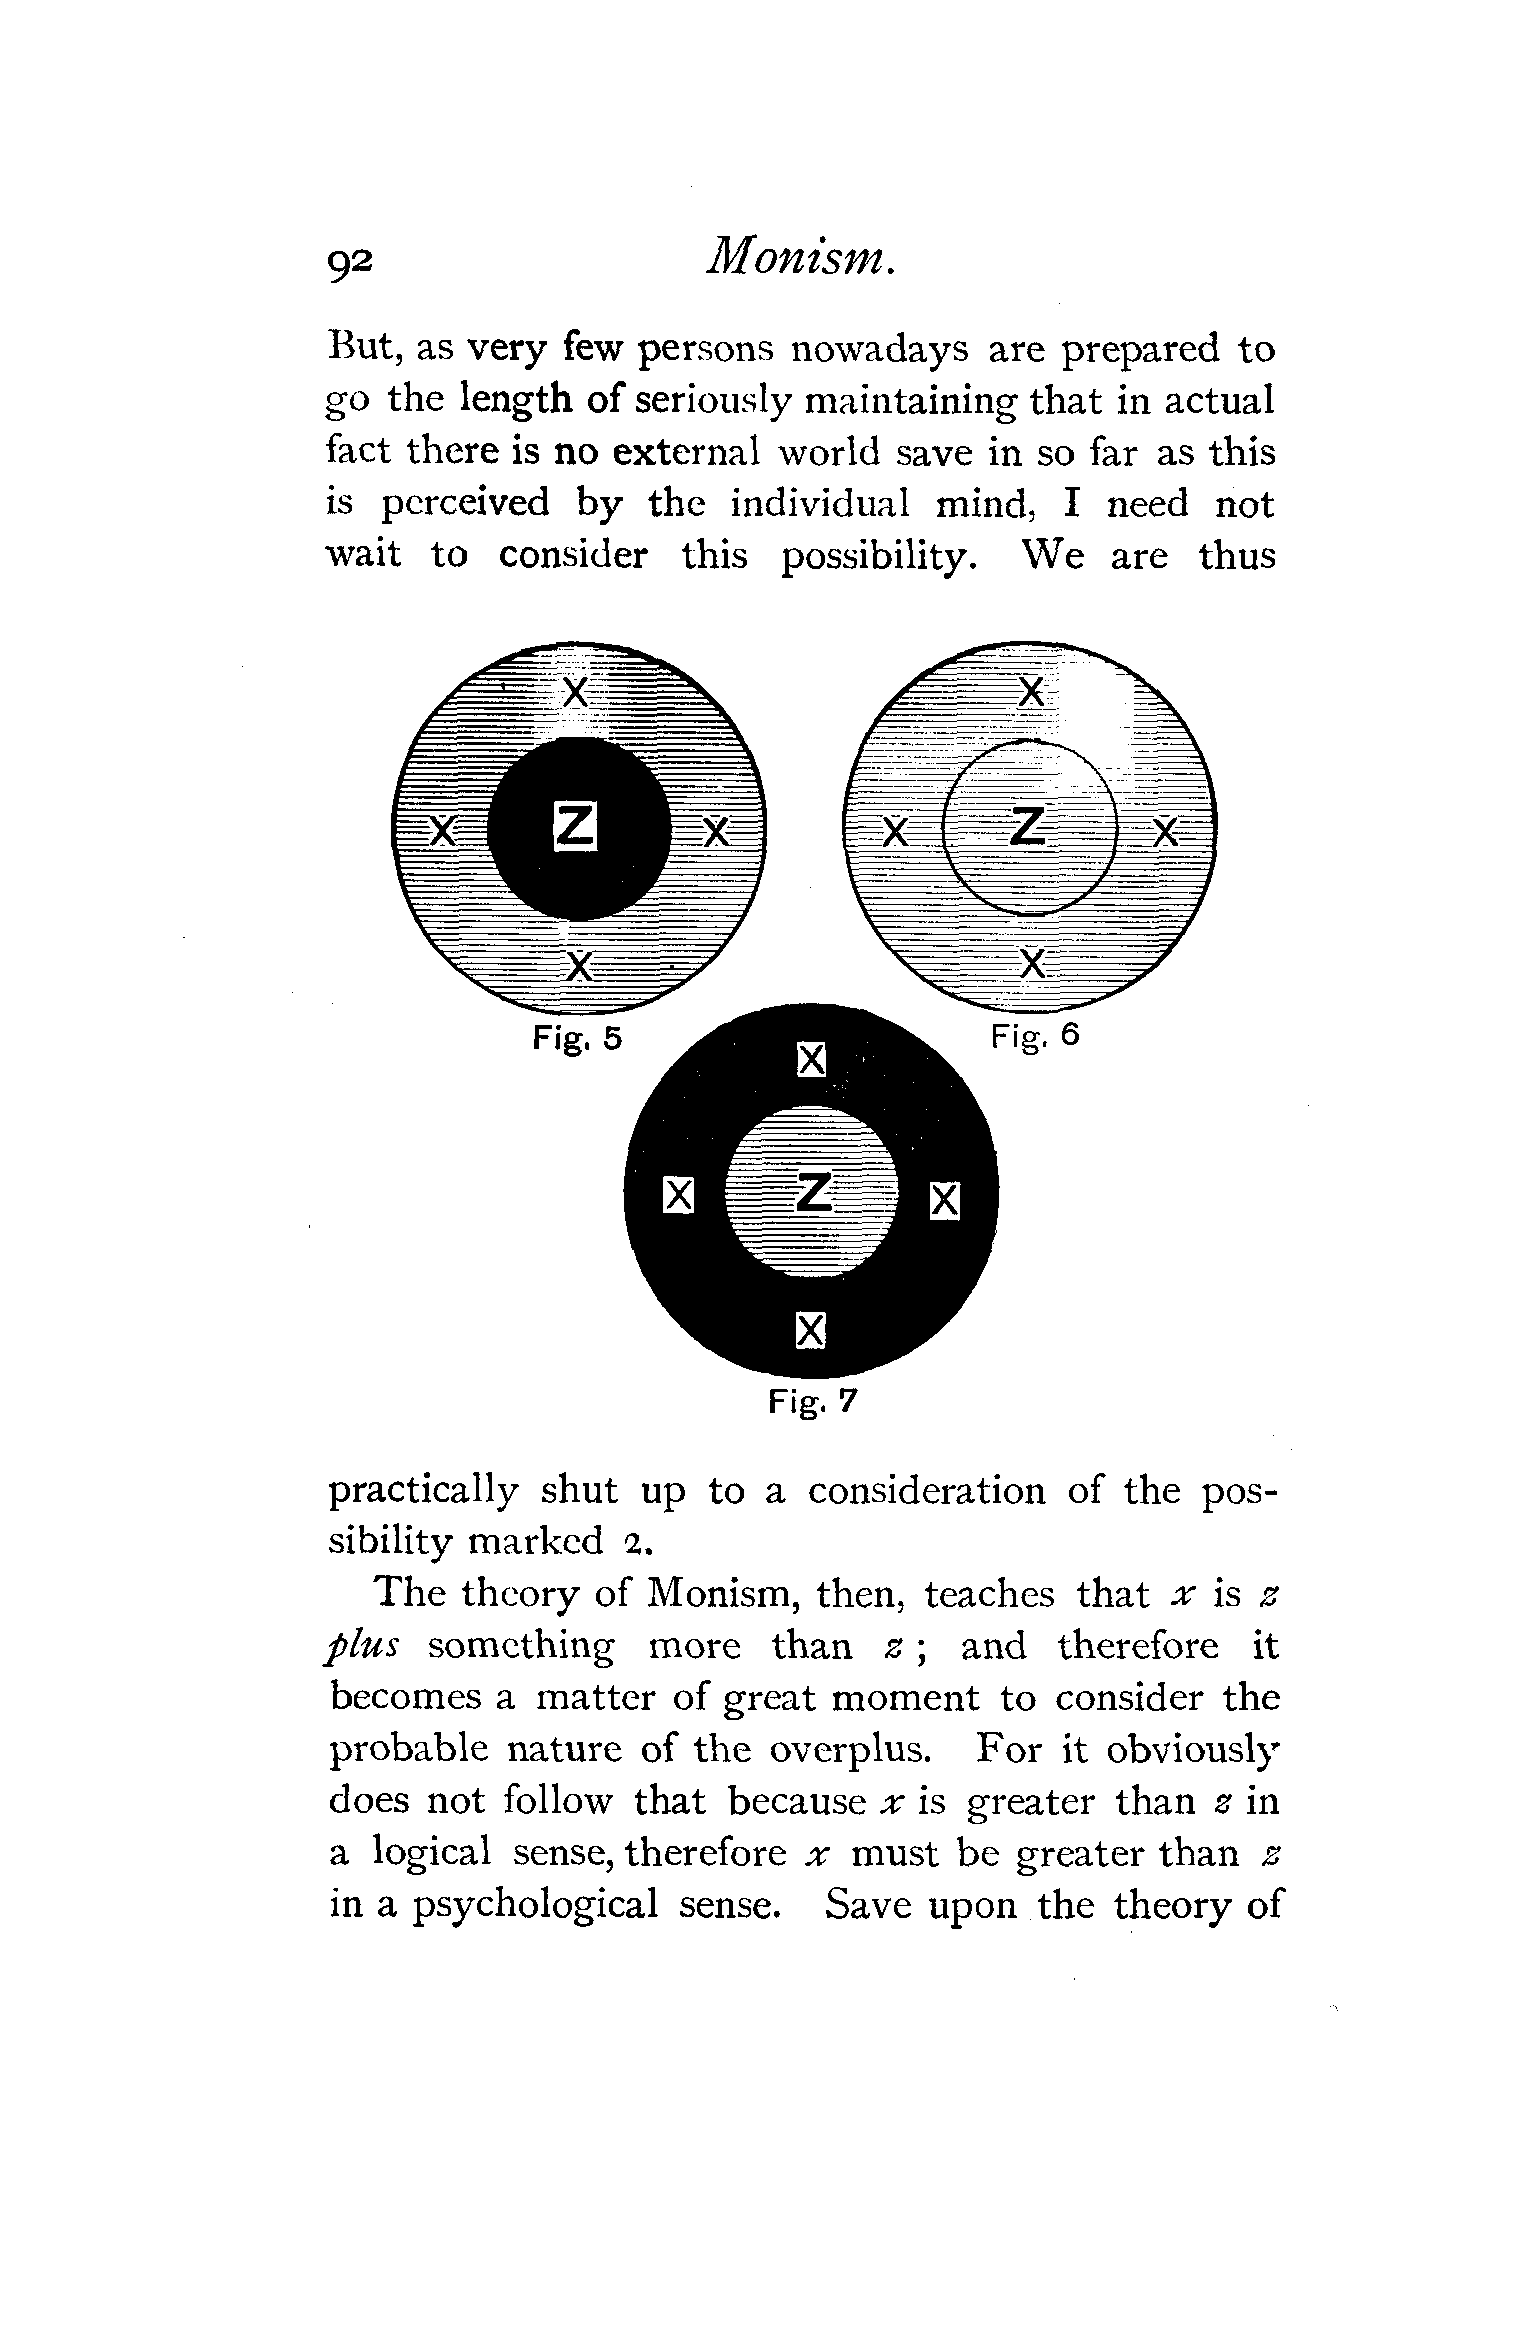 92 Monism.
But, as very few persons nowadays are prepared to
go the length of seriously maintaining that in actual
fact there is no external world save in so far as this
is perceived by the individual mind, I need not
wait to consider this possibility. We are thus
X
X Z X
X
Fig. 5
X
X Z X
X
Fig. 6
X
X Z X
X
Fig. 7
practically shut up to a consideration of the pos-
sibility marked 2.
The theory of Monism, then, teaches that x is z
plus something more than z ; and therefore it
becomes a matter of great moment to consider the
probable nature of the overplus. For it obviously
does not follow that because x is greater than z in
a logical sense, therefore x must be greater than z
in a psychological sense. Save upon the theory of